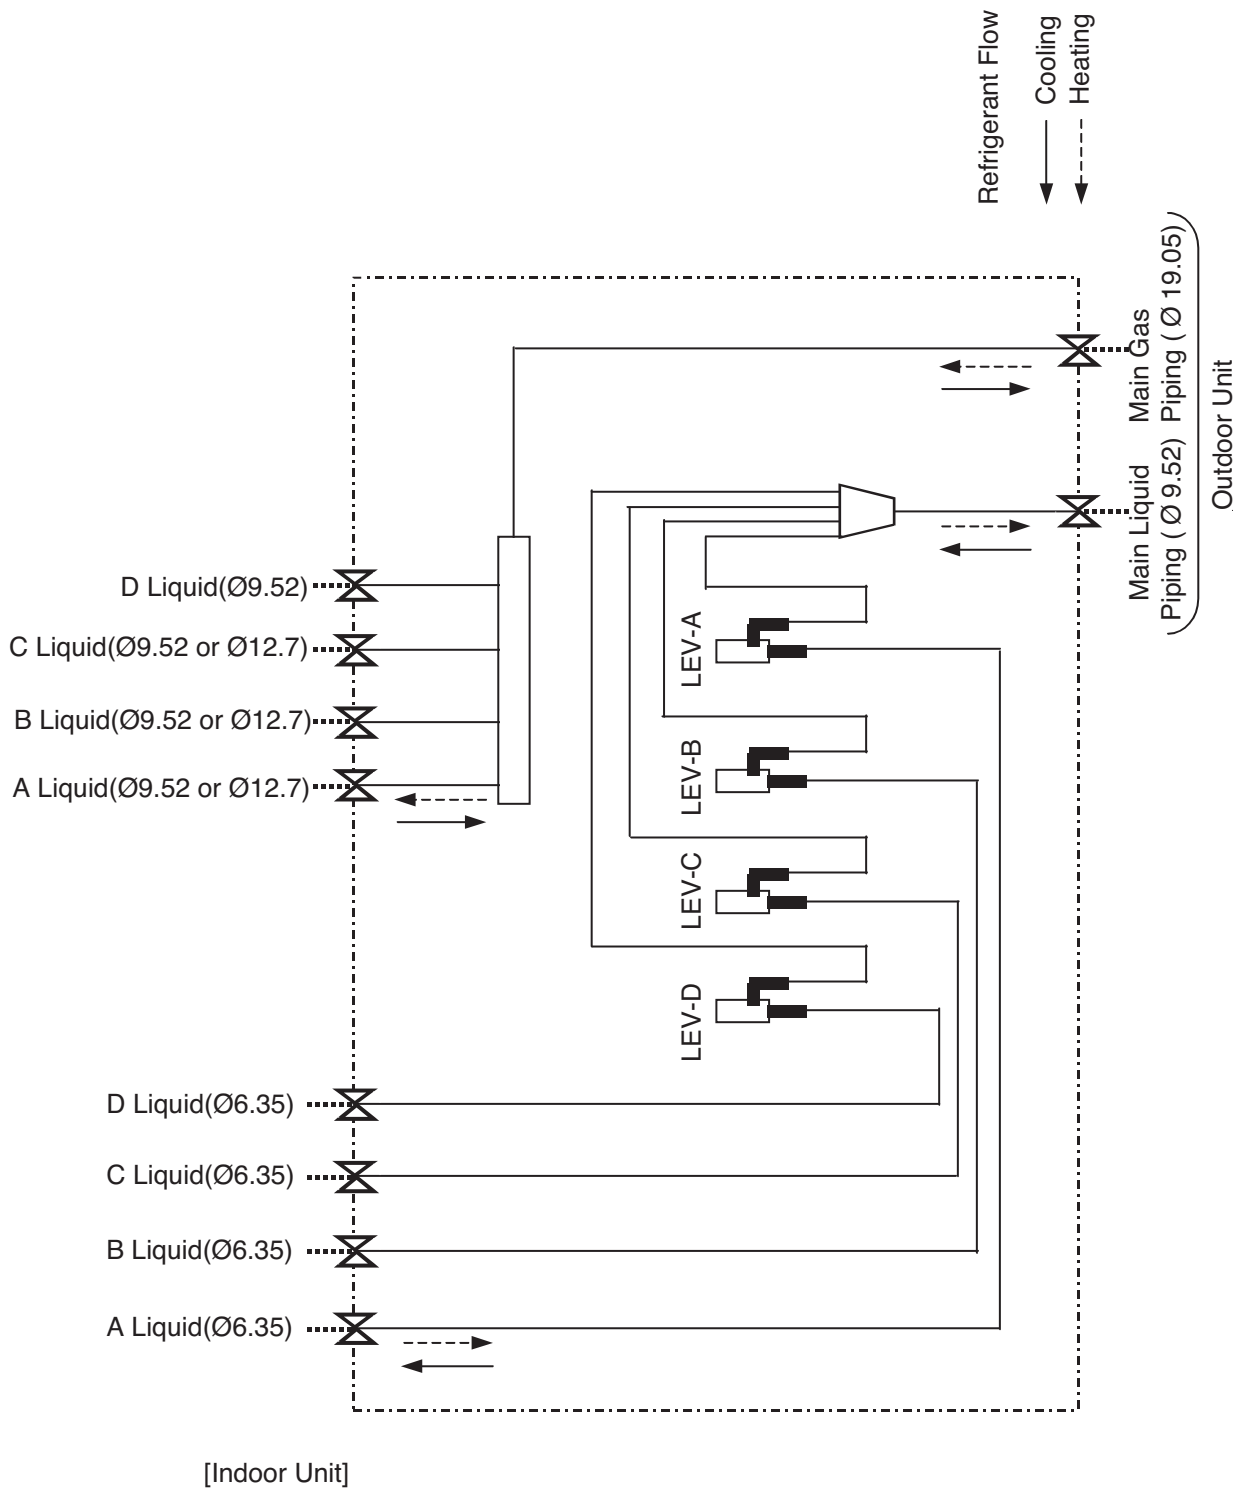 Refrigerant Flow
Cooling
Heating
Main Gas
Piping ( Ø 19.05)
Main Liquid
Piping ( Ø 9.52)
Outdoor Unit
D Liquid(Ø9.52)
C Liquid(Ø9.52 or Ø12.7)
B Liquid(Ø9.52 or Ø12.7)
A Liquid(Ø9.52 or Ø12.7)
LEV-A
LEV-B
LEV-C
LEV-D
D Liquid(Ø6.35)
C Liquid(Ø6.35)
B Liquid(Ø6.35)
A Liquid(Ø6.35)
[Indoor Unit]